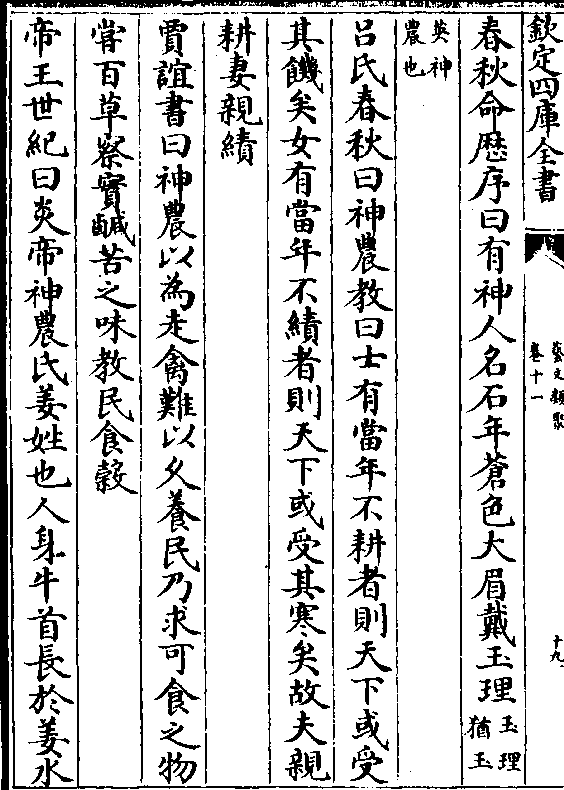 欽定四庫全書
藝文類聚
卷十一
十九
春秋命歴序曰有神人名石年蒼色大眉戴玉理玉理猶玉
英神農也
吕氏春秋曰神農教曰士有當年不耕者則天下或受
其饑矣女有當年不績者則天下或受其寒矣故夫親
耕妻親績
賈誼書曰神農以為走禽難以久養民乃求可食之物
嘗百草察實鹹苦之味教民食榖
帝王世紀曰炎帝神農氏姜姓也人身牛首長於姜水